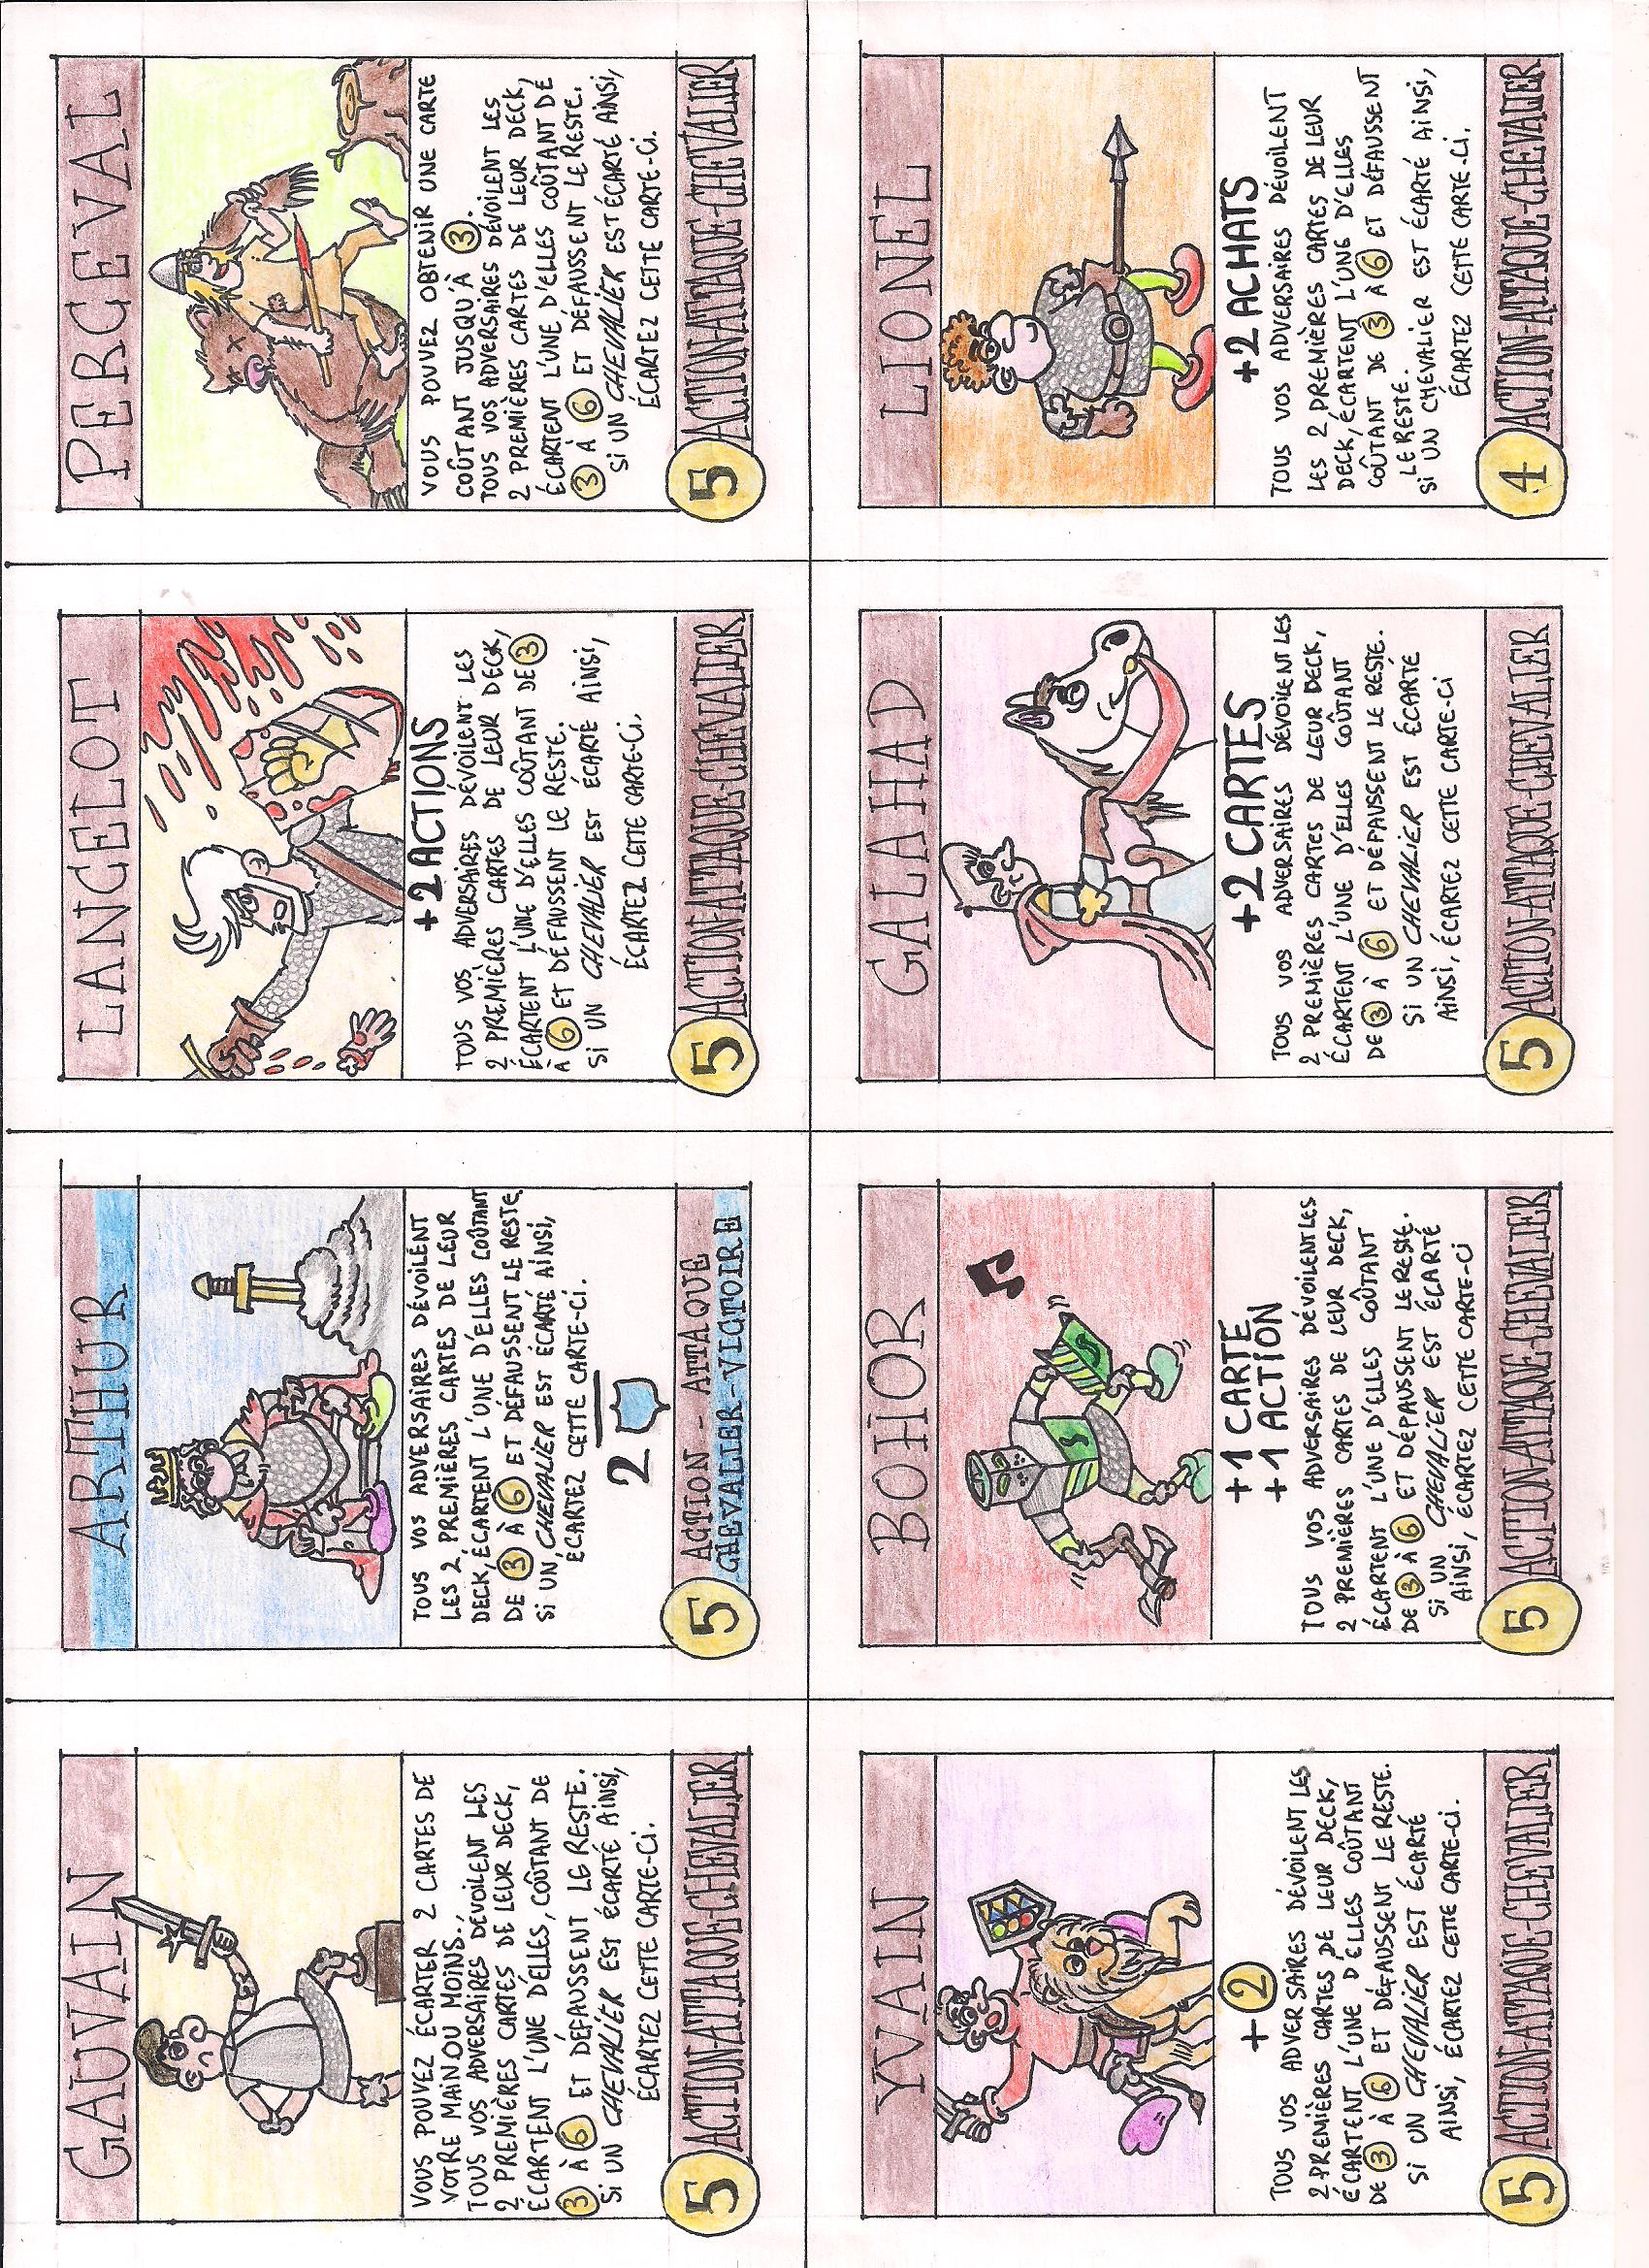 GAUVAIN
VOUS POUVEZ ÉCARTER 2 CARTES DE
VOTRE MAIN OU MOINS.
TOUS VOS ADVERSAIRES DÉVOILENT LES
2 PREMIÈRES CARTES DE LEUR DECK,
ÉCARTENT L'UNE D'ELLES, COÛTANT DE
3 À 6 ET DÉFAUSSENT LE RESTE.
SI UN CHEVALIER EST ÉCARTÉ AINSI,
ÉCARTEZ CETTE CARTE-CI.
5 ACTION-ATTAQUE-CHEVALIER
ARTHUR
TOUS VOS ADVERSAIRES DÉVOILENT
LES 2 PREMIÈRES CARTES DE LEUR
DECK, ÉCARTENT L'UNE D'ELLES COÛTANT
DE 3 À 6 ET DÉFAUSSENT LE RESTE.
SI UN CHEVALIER EST ÉCARTÉ AINSI,
ÉCARTEZ CETTE CARTE-CI.
2
5 ACTION - ATTAQUE
CHEVALIER-VICTOIRE
LANCELOT
+2 ACTIONS
TOUS VOS ADVERSAIRES DÉVOILENT LES
2 PREMIÈRES CARTES DE LEUR DECK,
ÉCARTENT L'UNE D'ELLES COÛTANT DE 3
À 6 ET DÉFAUSSENT LE RESTE.
SI UN CHEVALIER EST ÉCARTÉ AINSI,
ÉCARTEZ CETTE CARTE-CI.
5 ACTION-ATTAQUE-CHEVALIER
PERCEVAL
VOUS POUVEZ OBTENIR UNE CARTE
COÛTANT JUSQU'À 3.
TOUS VOS ADVERSAIRES DÉVOILENT LES
2 PREMIÈRES CARTES DE LEUR DECK,
ÉCARTENT L'UNE D'ELLES COÛTANT DE
3 À 6 ET DÉFAUSSENT LE RESTE.
SI UN CHEVALIER EST ÉCARTÉ AINSI,
ÉCARTEZ CETTE CARTE-CI.
5 ACTION-ATTAQUE-CHEVALIER
YVAIN
+2
TOUS VOS ADVERSAIRES DÉVOILENT LES
2 PREMIÈRES CARTES DE LEUR DECK,
ÉCARTENT L'UNE D'ELLES COÛTANT
DE 3 À 6 ET DÉFAUSSENT LE RESTE.
SI UN CHEVALIER EST ÉCARTÉ
AINSI, ÉCARTEZ CETTE CARTE-CI.
5 ACTION-ATTAQUE-CHEVALIER
BOHOR
+1 CARTE
+1 ACTION
TOUS VOS ADVERSAIRES DÉVOILENT LES
2 PREMIÈRES CARTES DE LEUR DECK,
ÉCARTENT L'UNE D'ELLES COÛTANT
DE 3 À 6 ET DÉFAUSSENT LE RESTE.
SI UN CHEVALIER EST ÉCARTÉ
AINSI, ÉCARTEZ CETTE CARTE-CI
5 ACTION-ATTAQUE-CHEVALIER
GALAHAD
+2 CARTES
TOUS VOS ADVERSAIRES DÉVOILENT LES
2 PREMIÈRES CARTES DE LEUR DECK,
ÉCARTENT L'UNE D'ELLES COÛTANT
DE 3 À 6 ET DÉFAUSSENT LE RESTE.
SI UN CHEVALIER EST ÉCARTÉ
AINSI, ÉCARTEZ CETTE CARTE-CI
5 ACTION-ATTAQUE-CHEVALIER
LIONEL
+2 ACHATS
TOUS VOS ADVERSAIRES DÉVOILENT
LES 2 PREMIÈRES CARTES DE LEUR
DECK, ÉCARTENT L'UNE D'ELLES
COÛTANT DE 3 À 6 ET DÉFAUSSENT
LE RESTE.
SI UN CHEVALIER EST ÉCARTÉ AINSI,
ÉCARTEZ CETTE CARTE-CI.
4 ACTION-ATTAQUE-CHEVALIER